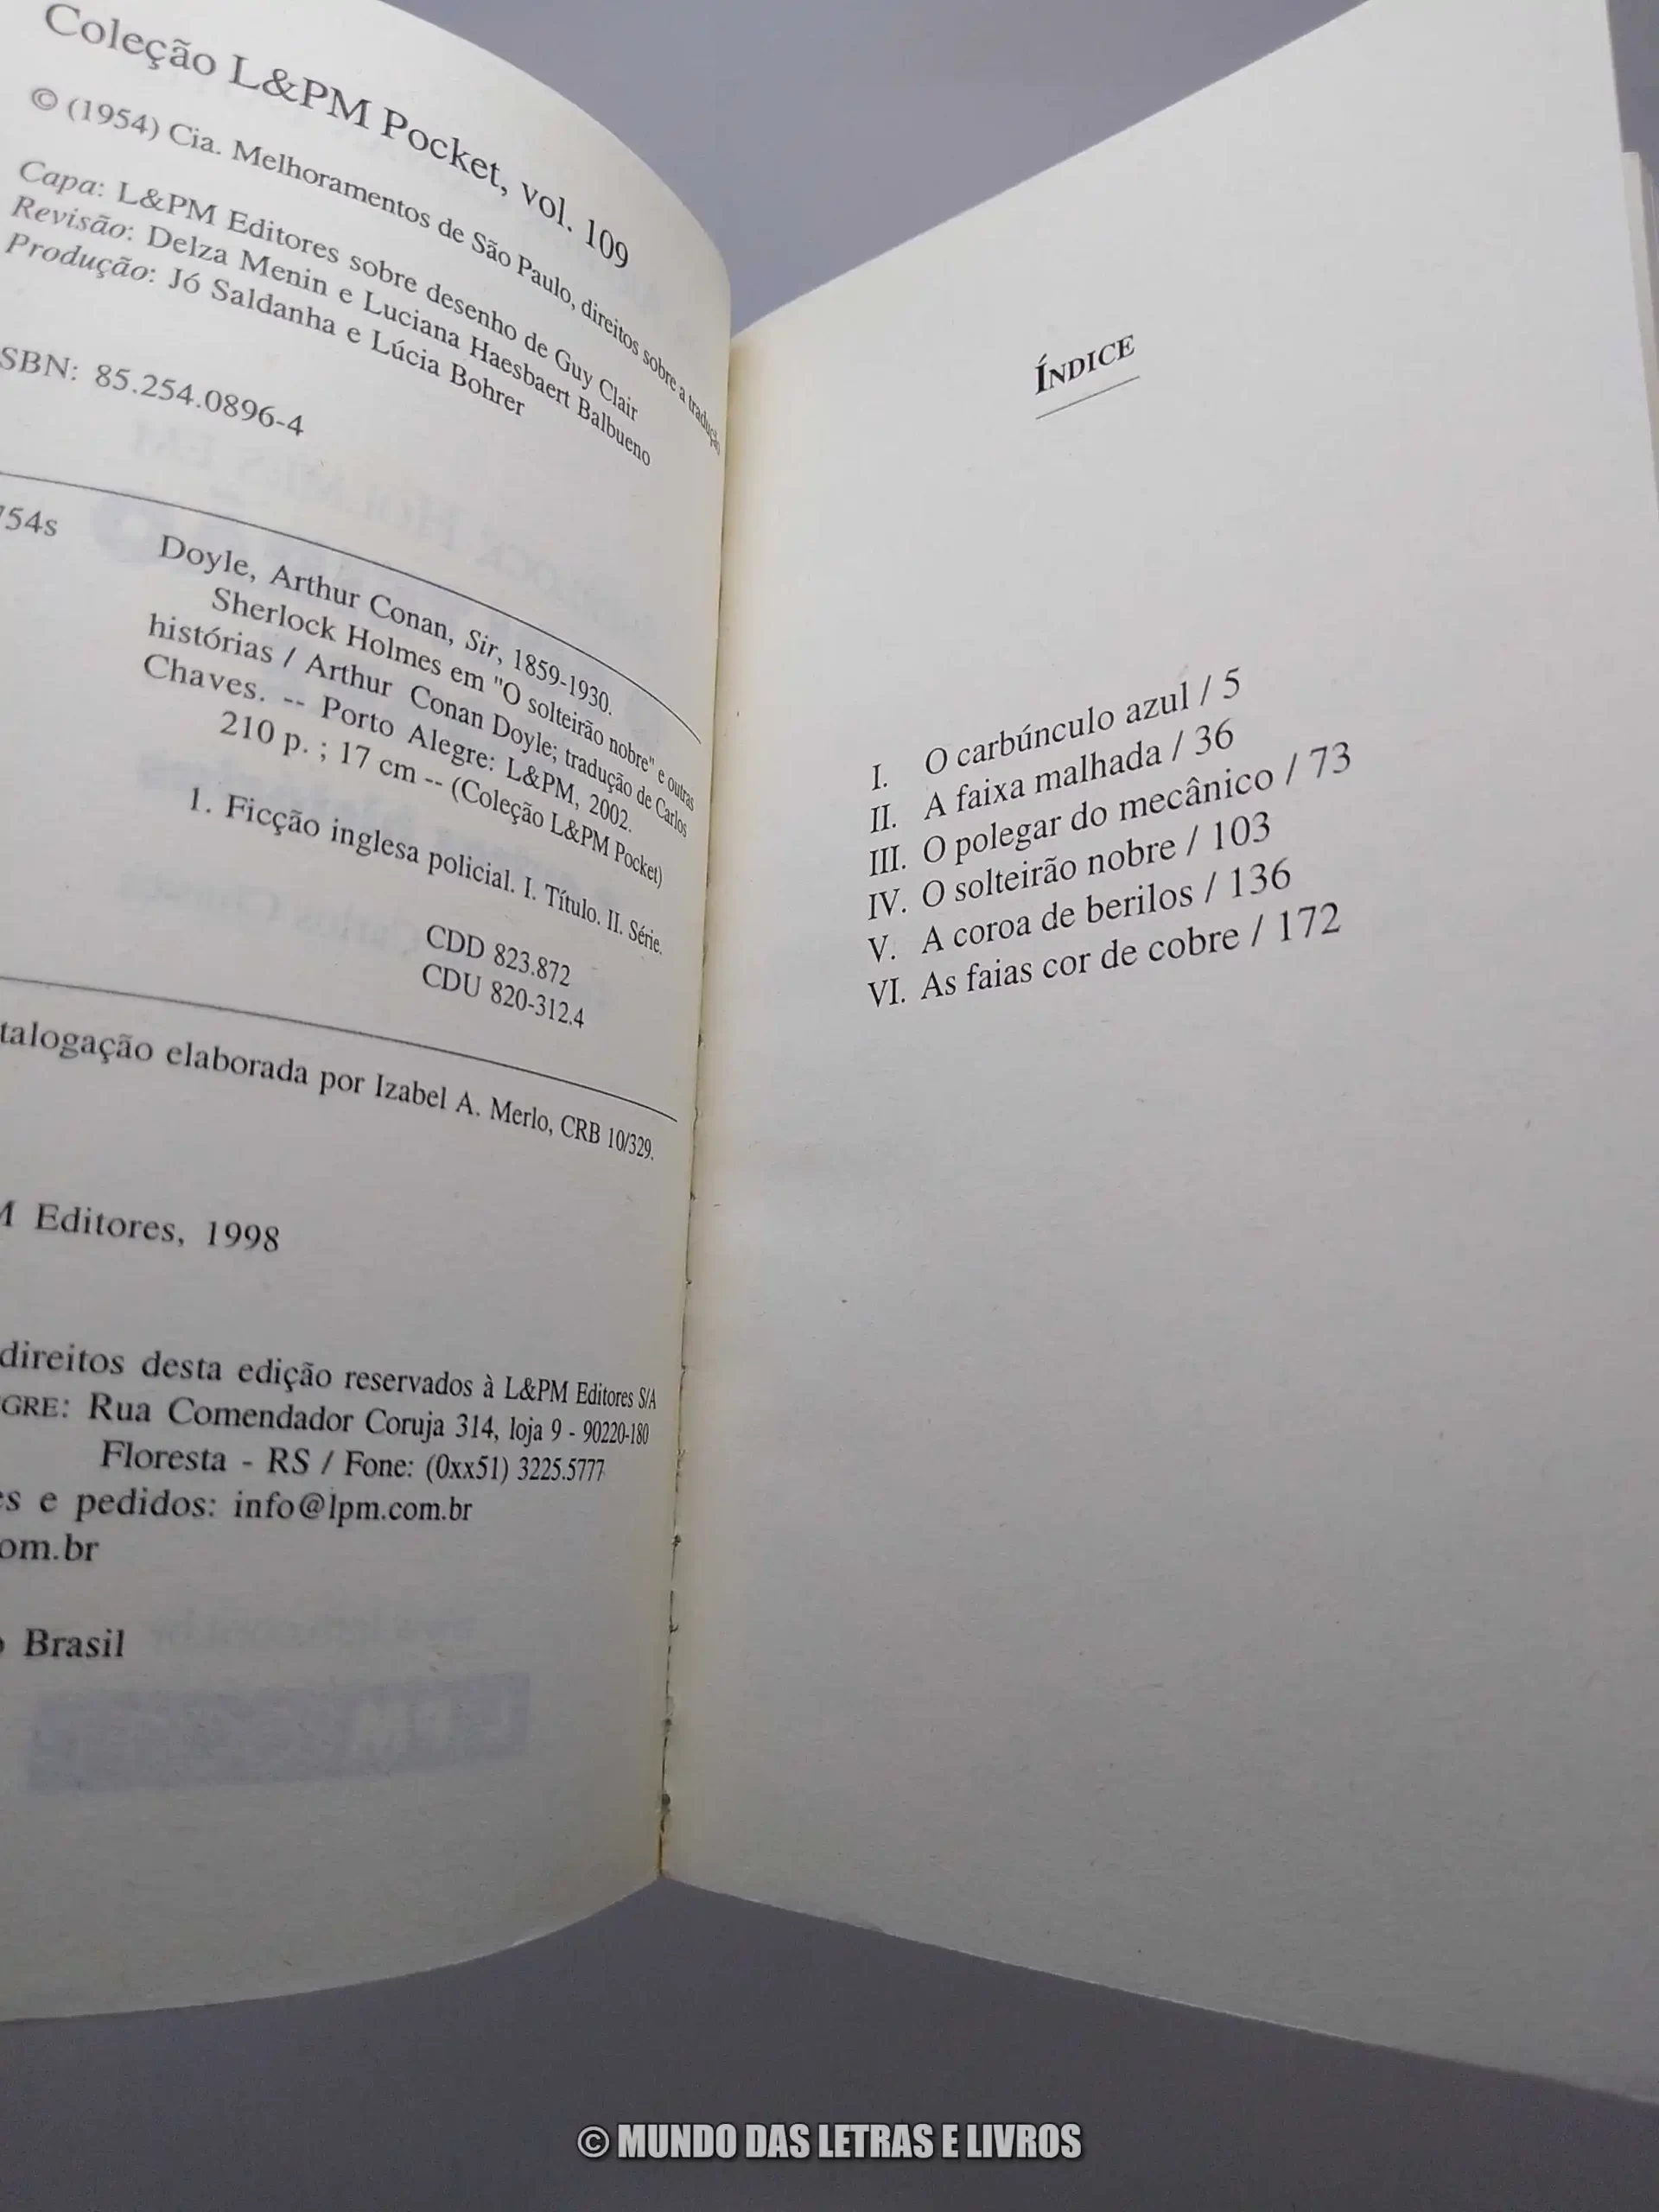 Coleção L&PM Pocket, vol. 109
© (1954) Cia. Melhoramentos de São Paulo, direitos sobre a tradução
Capa: L&PM Editores sobre desenho de Guy Clair
Revisão: Delza Menin e Luciana Haesbaert Balbueno
Produção: Jó Saldanha e Lúcia Bohrer
SBN: 85.254.0896-4
754s
Doyle, Arthur Conan, Sir, 1859-1930.
Sherlock Holmes em "O solteirão nobre" e outras
histórias / Arthur Conan Doyle; tradução de Carlos
Chaves. -- Porto Alegre: L&PM, 2002.
210 p. ; 17 cm -- (Coleção L&PM Pocket)
1. Ficção inglesa policial. I. Título. II. Série.
CDD 823.872
CDU 820-312.4
talogação elaborada por Izabel A. Merlo, CRB 10/329.
M Editores, 1998
direitos desta edição reservados à L&PM Editores S/A
GRE: Rua Comendador Coruja 314, loja 9 - 90220-180
Floresta - RS / Fone: (0xx51) 3225.5777
es e pedidos: info@lpm.com.br
om.br
o Brasil
ÍNDICE
I. O carbúnculo azul / 5
II. A faixa malhada / 36
III. O polegar do mecânico / 73
IV. O solteirão nobre / 103
V. A coroa de berilos / 136
VI. As faias cor de cobre / 172
© MUNDO DAS LETRAS E LIVROS